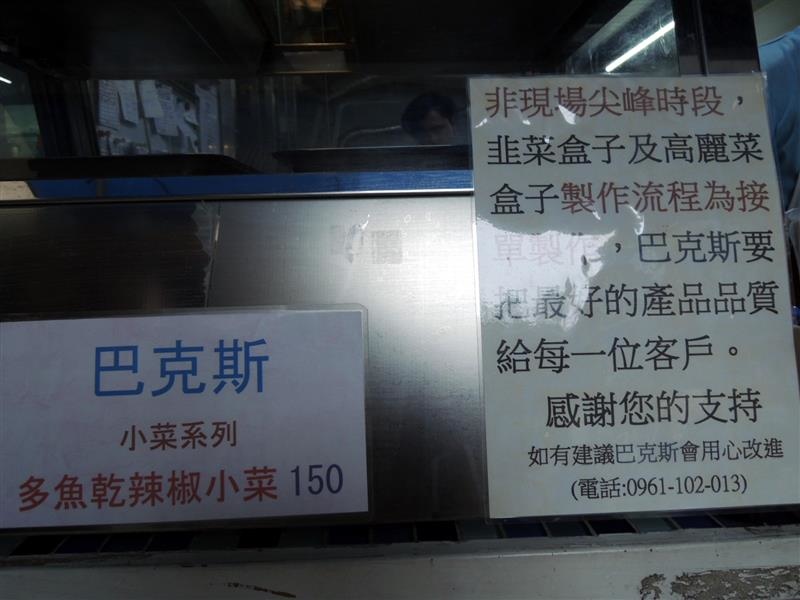 巴克斯
小菜系列
多魚乾辣椒小菜 150
非現場尖峰時段，
韭菜盒子及高麗菜
盒子製作流程為接
單製作，巴克斯要
把最好的產品品質
給每一位客戶。
感謝您的支持
如有建議巴克斯會用心改進
(電話:0961-102-013)